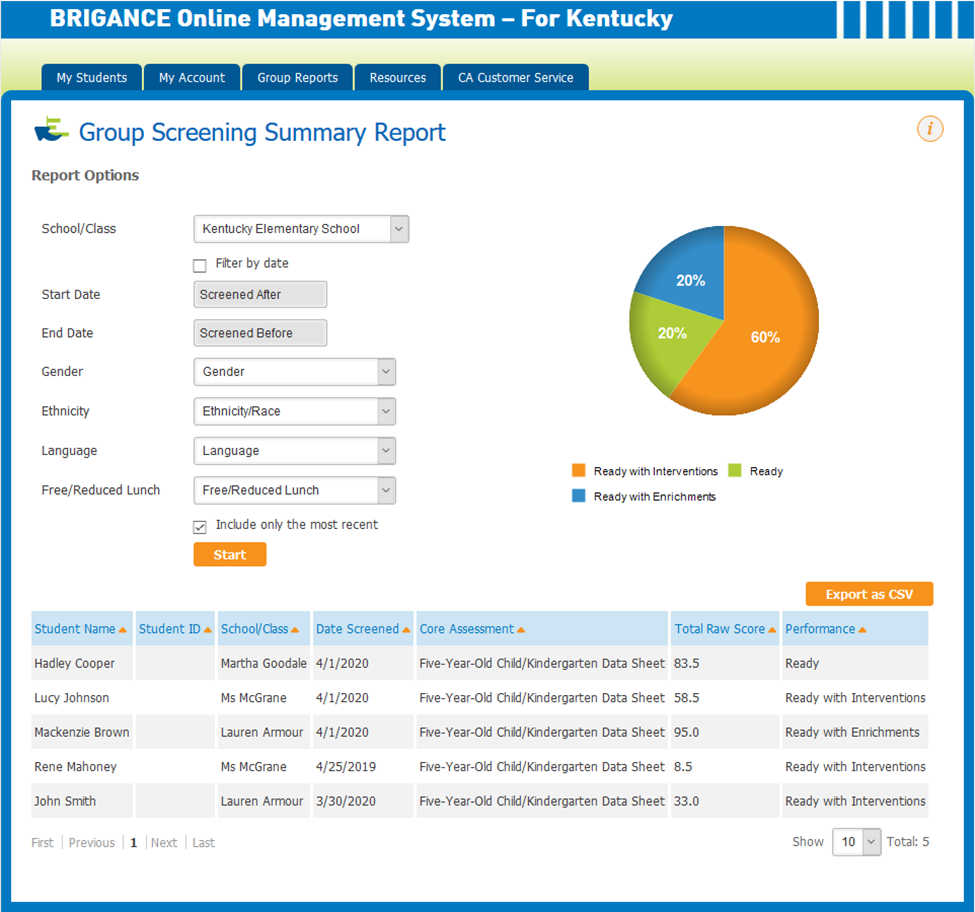 BRIGANCE Online Management System – For Kentucky
My Students My Account Group Reports Resources CA Customer Service
Group Screening Summary Report i
Report Options
School/Class Kentucky Elementary School
Filter by date
Start Date Screened After
End Date Screened Before
Gender Gender
Ethnicity Ethnicity/Race
Language Language
Free/Reduced Lunch Free/Reduced Lunch
Include only the most recent
Start
20%
20%
60%
Ready with Interventions Ready
Ready with Enrichments
Export as CSV
Student Name Student ID School/Class Date Screened Core Assessment Total Raw Score Performance
Hadley Cooper Martha Goodale 4/1/2020 Five-Year-Old Child/Kindergarten Data Sheet 83.5 Ready
Lucy Johnson Ms McGrane 4/1/2020 Five-Year-Old Child/Kindergarten Data Sheet 58.5 Ready with Interventions
Mackenzie Brown Lauren Armour 4/1/2020 Five-Year-Old Child/Kindergarten Data Sheet 95.0 Ready with Enrichments
Rene Mahoney Ms McGrane 4/25/2019 Five-Year-Old Child/Kindergarten Data Sheet 8.5 Ready with Interventions
John Smith Lauren Armour 3/30/2020 Five-Year-Old Child/Kindergarten Data Sheet 33.0 Ready with Interventions
First Previous 1 Next Last Show 10 Total: 5